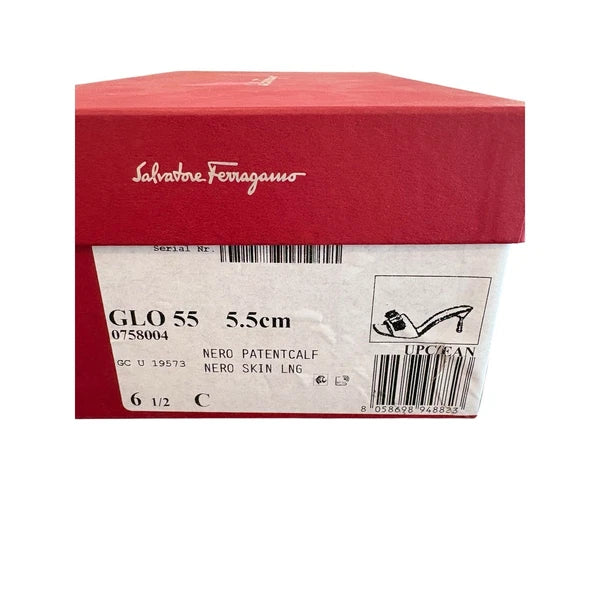 Salvatore Ferragamo
Serial Nr.
GLO 55 5.5cm
0758004
UPC/EAN
GC U 19573 NERO PATENTCALF
NERO SKIN LNG
6 1/2 C
8 058698 948823